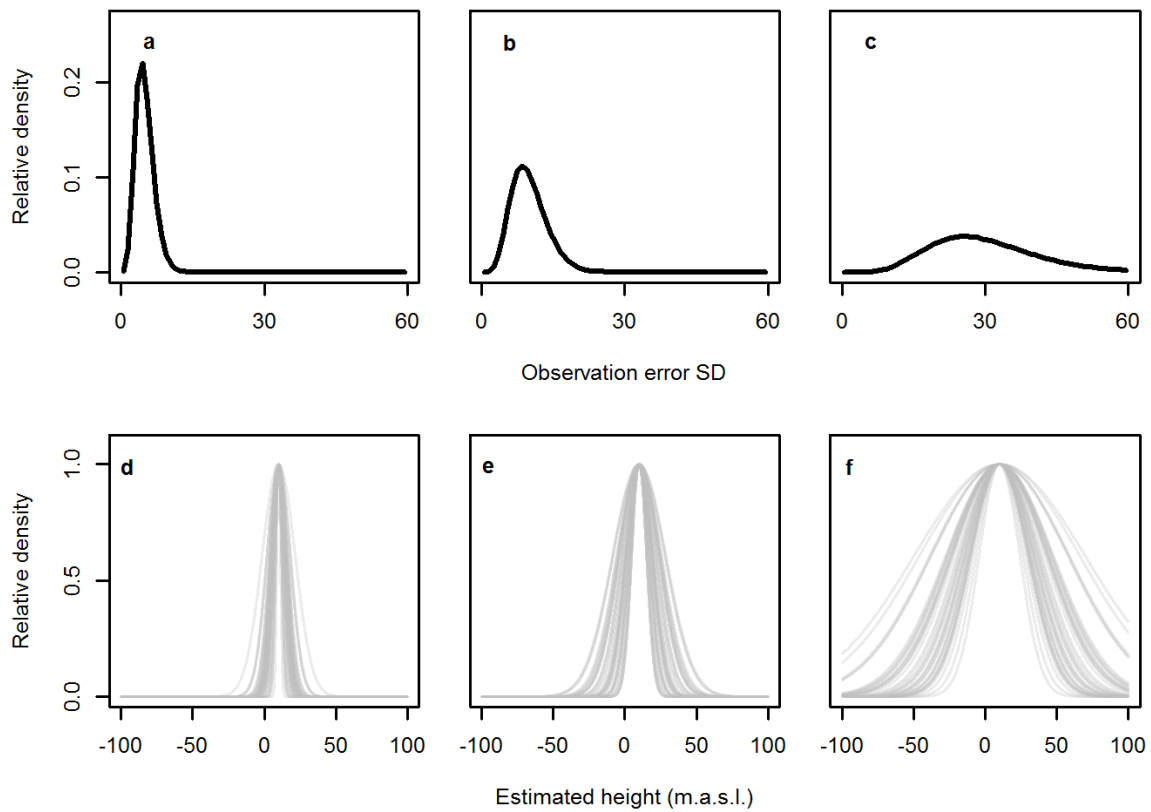 a
b
c
Relative density
0.2
0.1
0.0
0 30 60
0 30 60
0 30 60
Observation error SD
d
e
f
Relative density
1.0
0.5
0.0
-100 -50 0 50 100
-100 -50 0 50 100
-100 -50 0 50 100
Estimated height (m.a.s.l.)